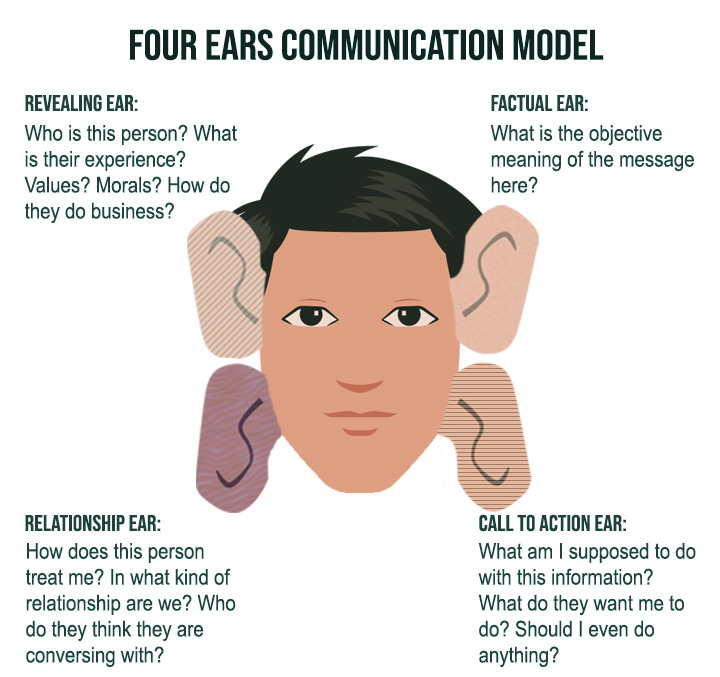 FOUR EARS COMMUNICATION MODEL
REVEALING EAR:
Who is this person? What
is their experience?
Values? Morals? How do
they do business?
FACTUAL EAR:
What is the objective
meaning of the message
here?
RELATIONSHIP EAR:
How does this person
treat me? In what kind of
relationship are we? Who
do they think they are
conversing with?
CALL TO ACTION EAR:
What am I supposed to do
with this information?
What do they want me to
do? Should I even do
anything?